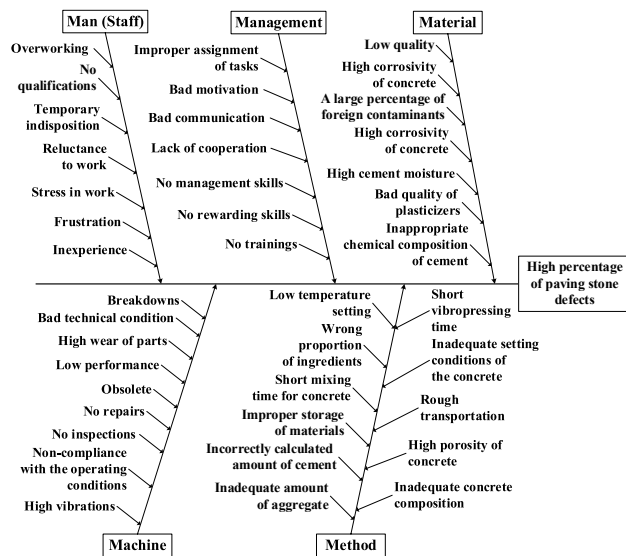 Man (Staff)
Management
Material
Overworking
No
qualifications
Temporary
indisposition
Reluctance
to work
Stress in work
Frustration
Inexperience
Improper assignment
of tasks
Bad motivation
Bad communication
Lack of cooperation
No management skills
No rewarding skills
No trainings
Low quality
High corrosivity
of concrete
A large percentage of
foreign contaminants
High corrosivity
of concrete
High cement moisture
Bad quality of
plasticizers
Inappropriate
chemical composition
of cement
High percentage
of paving stone
defects
Breakdowns
Bad technical condition
High wear of parts
Low performance
Obsolete
No repairs
No inspections
Non-compliance
with the operating
conditions
High vibrations
Low temperature
setting
Wrong
proportion
of ingredients
Short mixing
time for concrete
Improper storage
of materials
Incorrectly calculated
amount of cement
Inadequate amount
of aggregate
Short
vibropressing
time
Inadequate setting
conditions of
the concrete
Rough
transportation
High porosity of
concrete
Inadequate concrete
composition
Machine
Method